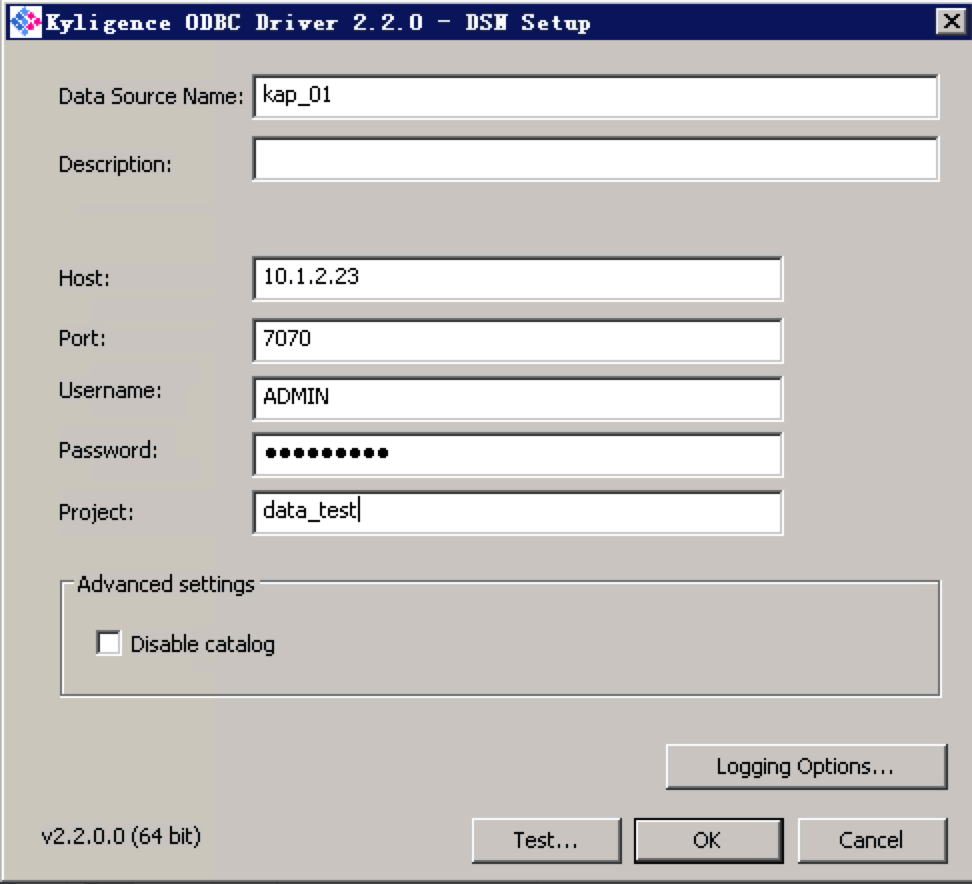 Kyligence ODBC Driver 2.2.0 - DSN Setup
Data Source Name: kap_01
Description:
Host: 10.1.2.23
Port: 7070
Username: ADMIN
Password: ●●●●●●●●●
Project: data_test
Advanced settings
Disable catalog
Logging Options...
v2.2.0.0 (64 bit) Test... OK Cancel